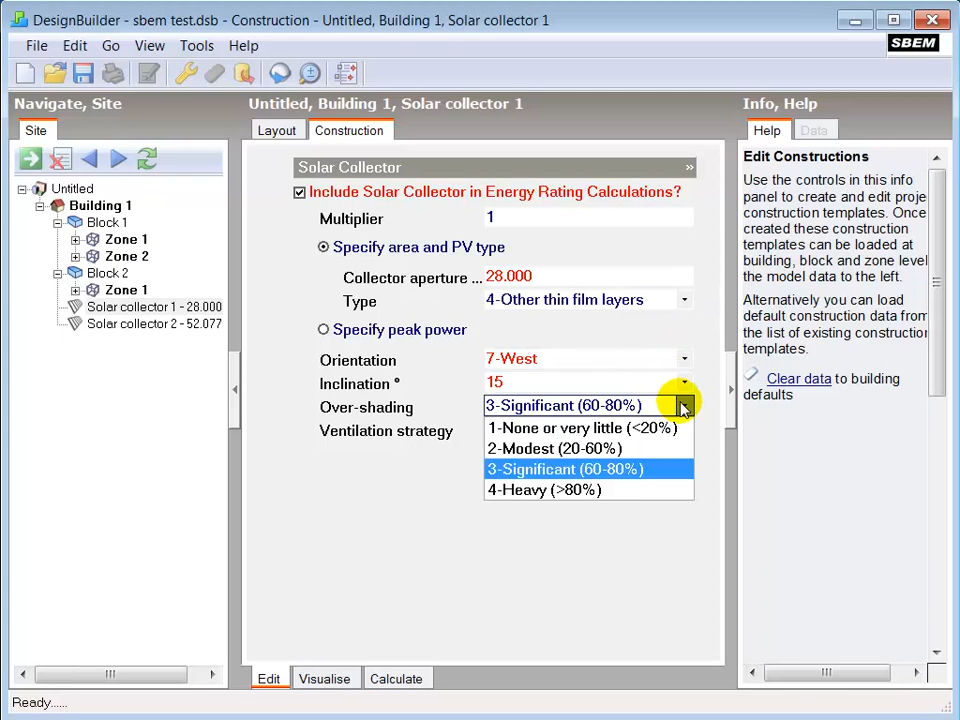 DesignBuilder - sbem test.dsb - Construction - Untitled, Building 1, Solar collector 1
File Edit Go View Tools Help
SBEM
Navigate, Site
Site
Untitled
Building 1
Block 1
Zone 1
Zone 2
Block 2
Zone 1
Solar collector 1 - 28.000
Solar collector 2 - 52.077
Untitled, Building 1, Solar collector 1
Layout Construction
Solar Collector »
Include Solar Collector in Energy Rating Calculations?
Multiplier 1
Specify area and PV type
Collector aperture ... 28.000
Type 4-Other thin film layers
Specify peak power
Orientation 7-West
Inclination ° 15
Over-shading 3-Significant (60-80%)
1-None or very little (<20%)
Ventilation strategy
2-Modest (20-60%)
3-Significant (60-80%)
4-Heavy (>80%)
Edit Visualise Calculate
Info, Help
Help Data
Edit Constructions
Use the controls in this info
panel to create and edit proje
construction templates. Once
created these construction
templates can be loaded at
building, block and zone level
the model data to the left.
Alternatively you can load
default construction data from
the list of existing constructior
templates.
Clear data to building
defaults
Ready......